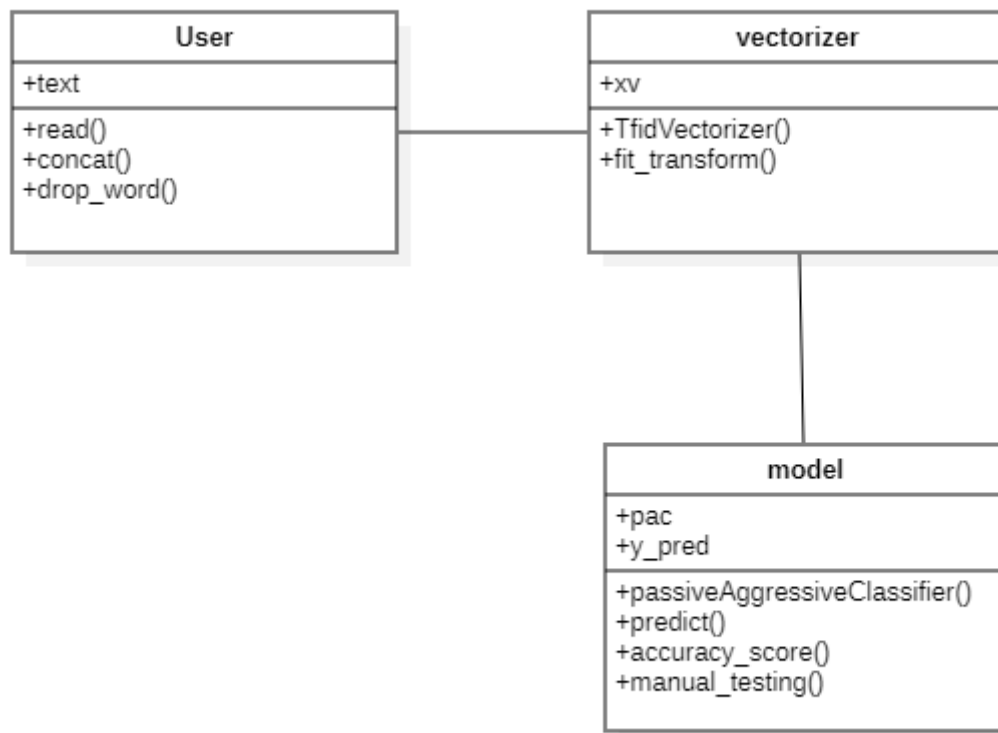 User
+text
+read()
+concat()
+drop_word()
vectorizer
+xv
+TfidVectorizer()
+fit_transform()
model
+pac
+y_pred
+passiveAggressiveClassifier()
+predict()
+accuracy_score()
+manual_testing()